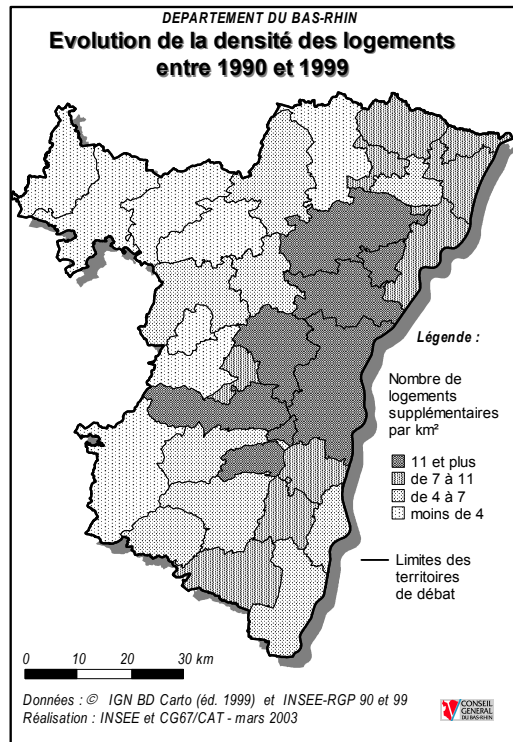 DEPARTEMENT DU BAS-RHIN
Evolution de la densité des logements
entre 1990 et 1999
Légende :
Nombre de
logements
supplémentaires
par km²
11 et plus
de 7 à 11
de 4 à 7
moins de 4
Limites des
territoires
de débat
0 10 20 30 km
Données : © IGN BD Carto (éd. 1999) et INSEE-RGP 90 et 99
Réalisation : INSEE et CG67/CAT - mars 2003
CONSEIL
GENERAL
DU BAS-RHIN